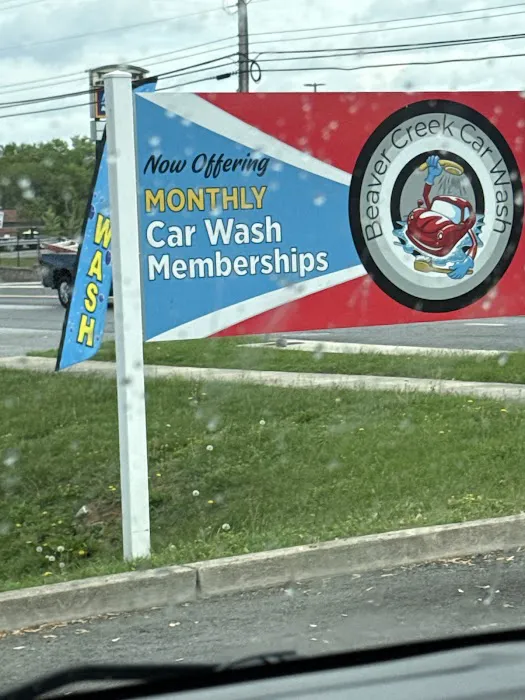 Now Offering
MONTHLY
Car Wash
Memberships
Beaver Creek Car Wash
WASH